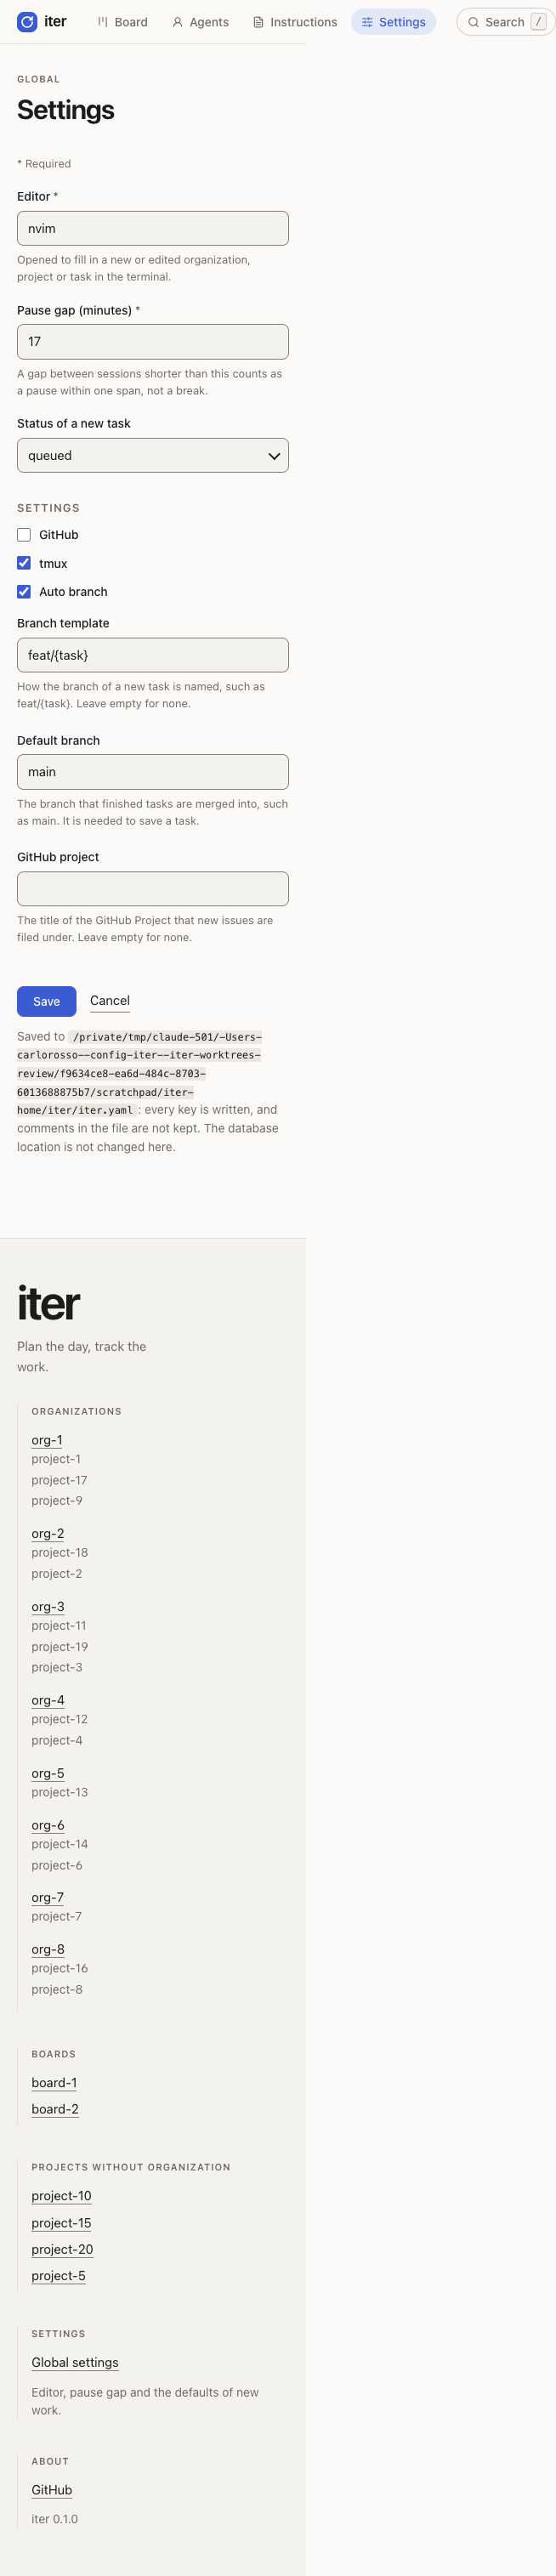 iter Board Agents Instructions Settings Search /
GLOBAL
Settings
* Required
Editor *
nvim
Opened to fill in a new or edited organization,
project or task in the terminal.
Pause gap (minutes) *
17
A gap between sessions shorter than this counts as
a pause within one span, not a break.
Status of a new task
queued
SETTINGS
GitHub
tmux
Auto branch
Branch template
feat/{task}
How the branch of a new task is named, such as
feat/{task}. Leave empty for none.
Default branch
main
The branch that finished tasks are merged into, such
as main. It is needed to save a task.
GitHub project
The title of the GitHub Project that new issues are
filed under. Leave empty for none.
Save Cancel
Saved to /private/tmp/claude-501/-Users-
carlorosso--config-iter--iter-worktrees-
review/f9634ce8-ea6d-484c-8703-
6013688875b7/scratchpad/iter-
home/iter/iter.yaml : every key is written, and
comments in the file are not kept. The database
location is not changed here.
iter
Plan the day, track the
work.
ORGANIZATIONS
org-1
project-1
project-17
project-9
org-2
project-18
project-2
org-3
project-11
project-19
project-3
org-4
project-12
project-4
org-5
project-13
org-6
project-14
project-6
org-7
project-7
org-8
project-16
project-8
BOARDS
board-1
board-2
PROJECTS WITHOUT ORGANIZATION
project-10
project-15
project-20
project-5
SETTINGS
Global settings
Editor, pause gap and the defaults of new
work.
ABOUT
GitHub
iter 0.1.0